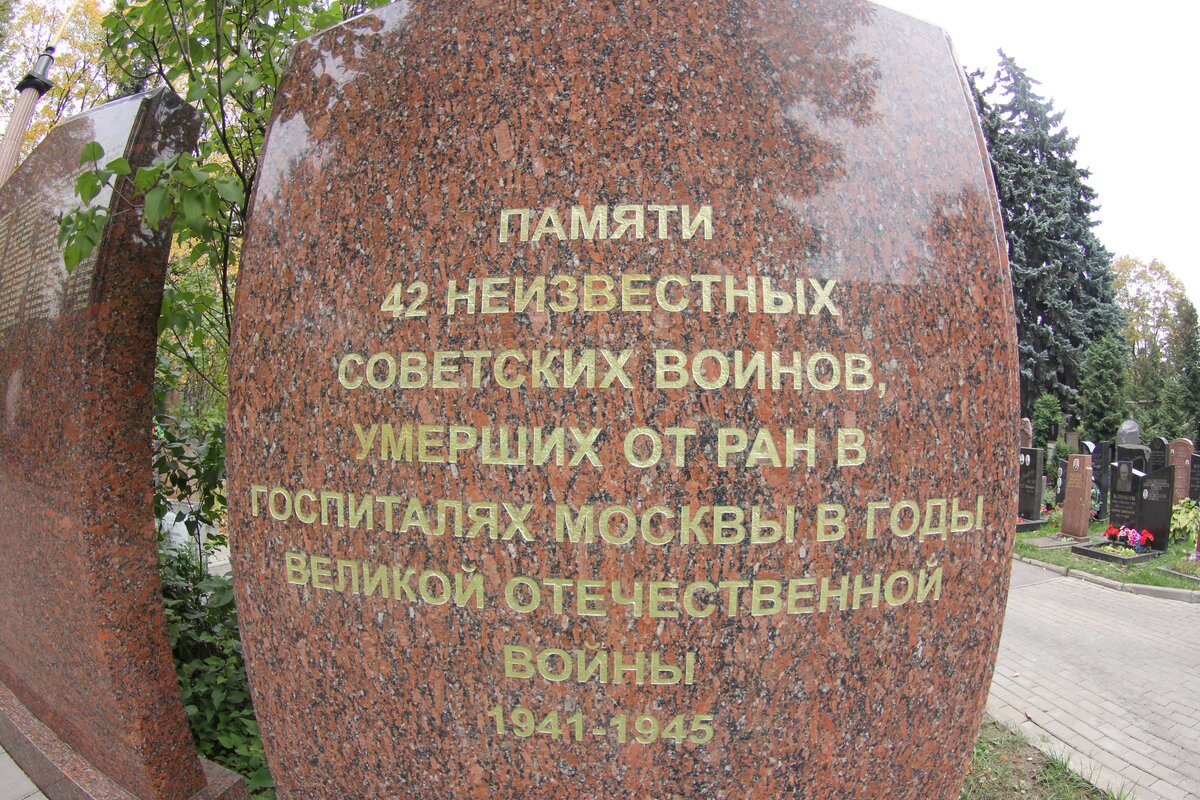 ПАМЯТИ
42 НЕИЗВЕСТНЫХ
СОВЕТСКИХ ВОИНОВ,
УМЕРШИХ ОТ РАН В
ГОСПИТАЛЯХ МОСКВЫ В ГОДЫ
ВЕЛИКОЙ ОТЕЧЕСТВЕННОЙ
ВОЙНЫ
1941-1945